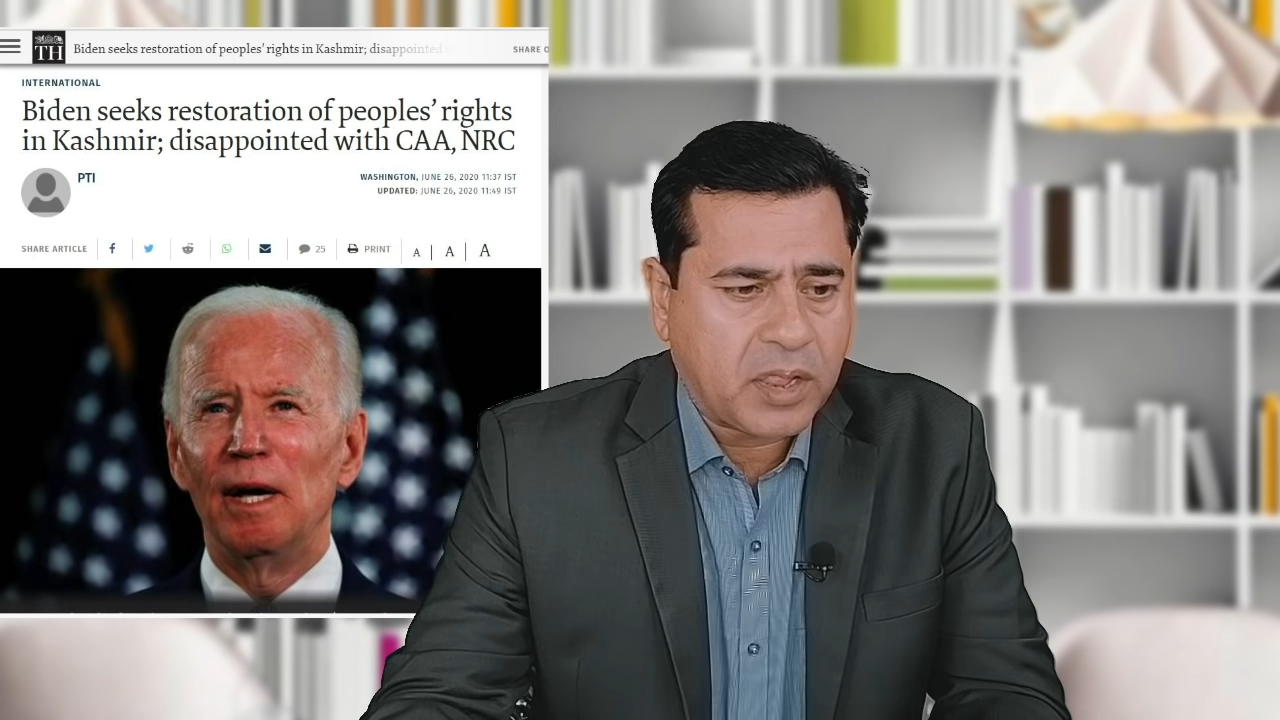 TH
Biden seeks restoration of peoples' rights in Kashmir; disappointed
SHARE
INTERNATIONAL
Biden seeks restoration of peoples’ rights
in Kashmir; disappointed with CAA, NRC
PTI
WASHINGTON, JUNE 26, 2020 11:37 IST
UPDATED: JUNE 26, 2020 11:49 IST
SHARE ARTICLE 25 PRINT A A A